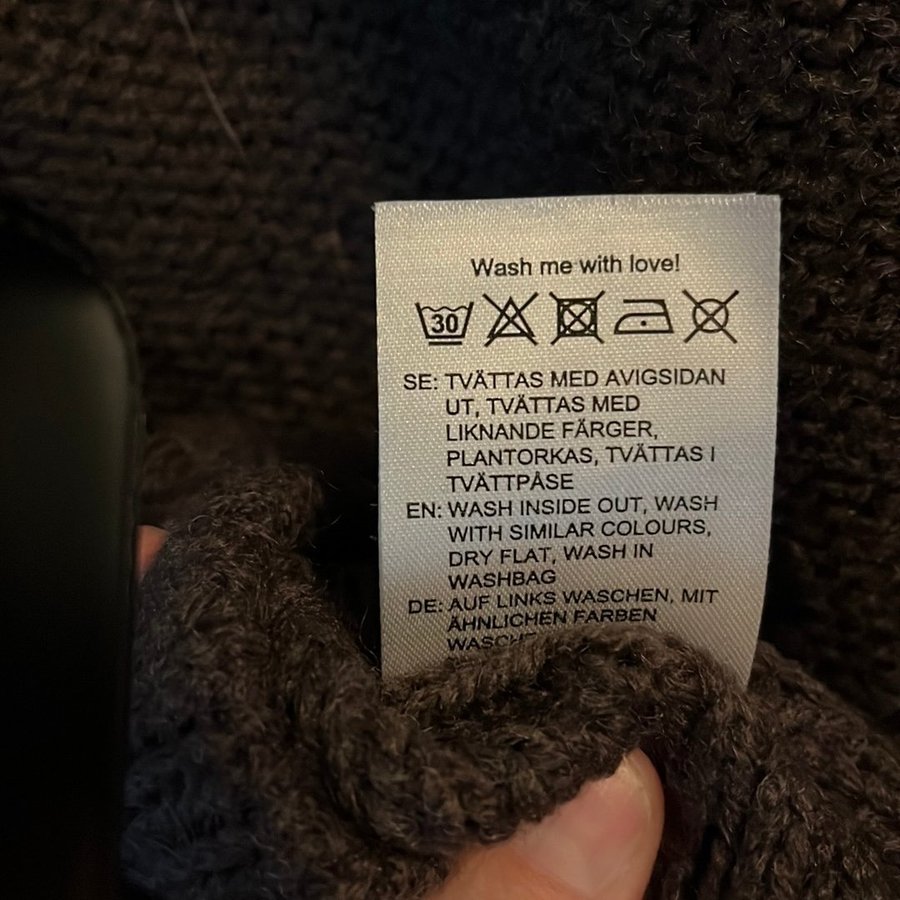 Wash me with love!
30
SE: TVÄTTAS MED AVIGSIDAN
UT, TVÄTTAS MED
LIKNANDE FÄRGER,
PLANTORKAS, TVÄTTAS I
TVÄTTPÅSE
EN: WASH INSIDE OUT, WASH
WITH SIMILAR COLOURS,
DRY FLAT, WASH IN
WASHBAG
DE: AUF LINKS WASCHEN, MIT
ÄHNLICHEN FARBEN